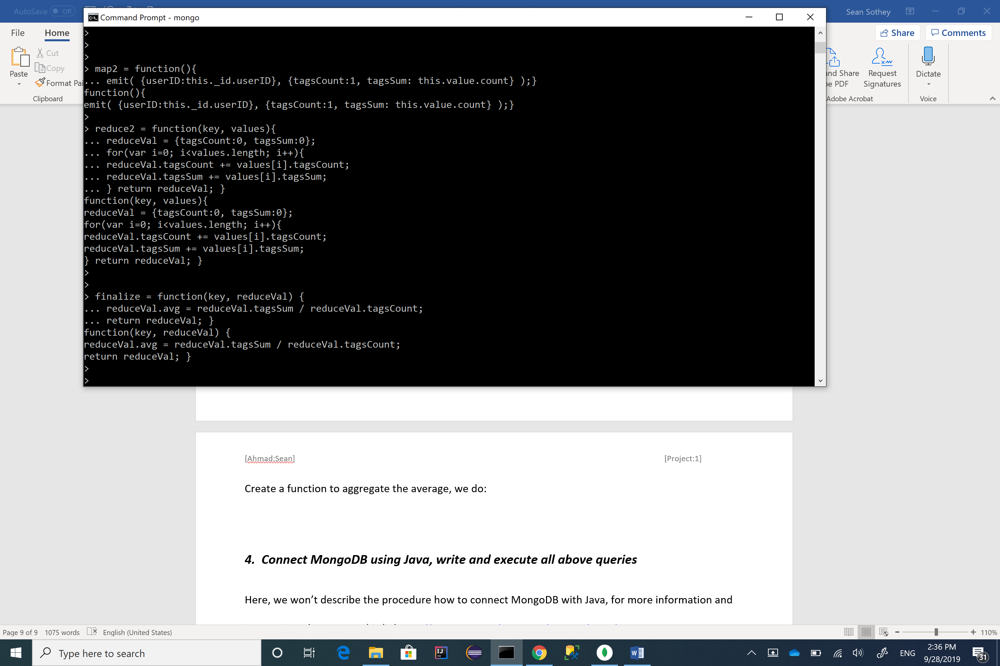 AutoSave Off
Sean Sothey
Command Prompt - mongo
File
Home
Share
Comments
Paste
Cut
Copy
Format Pai
Clipboard
and Share
Request
Signatures
Dictate
PDF
Adobe Acrobat
Voice
>
>
>
> map2 = function(){
... emit( {userID:this._id.userID}, {tagsCount:1, tagsSum: this.value.count} );}
function(){
emit( {userID:this._id.userID}, {tagsCount:1, tagsSum: this.value.count} );}
>
> reduce2 = function(key, values){
... reduceVal = {tagsCount:0, tagsSum:0};
... for(var i=0; i<values.length; i++){
... reduceVal.tagsCount += values[i].tagsCount;
... reduceVal.tagsSum += values[i].tagsSum;
... } return reduceVal; }
function(key, values){
reduceVal = {tagsCount:0, tagsSum:0};
for(var i=0; i<values.length; i++){
reduceVal.tagsCount += values[i].tagsCount;
reduceVal.tagsSum += values[i].tagsSum;
} return reduceVal; }
>
>
> finalize = function(key, reduceVal) {
... reduceVal.avg = reduceVal.tagsSum / reduceVal.tagsCount;
... return reduceVal; }
function(key, reduceVal) {
reduceVal.avg = reduceVal.tagsSum / reduceVal.tagsCount;
return reduceVal; }
>
>
[Ahmad:Sean] [Project:1]
Create a function to aggregate the average, we do:
4. Connect MongoDB using Java, write and execute all above queries
Here, we won’t describe the procedure how to connect MongoDB with Java, for more information and
Page 9 of 9 1075 words English (United States) 110%
Type here to search
ENG
2:36 PM
9/28/2019
31